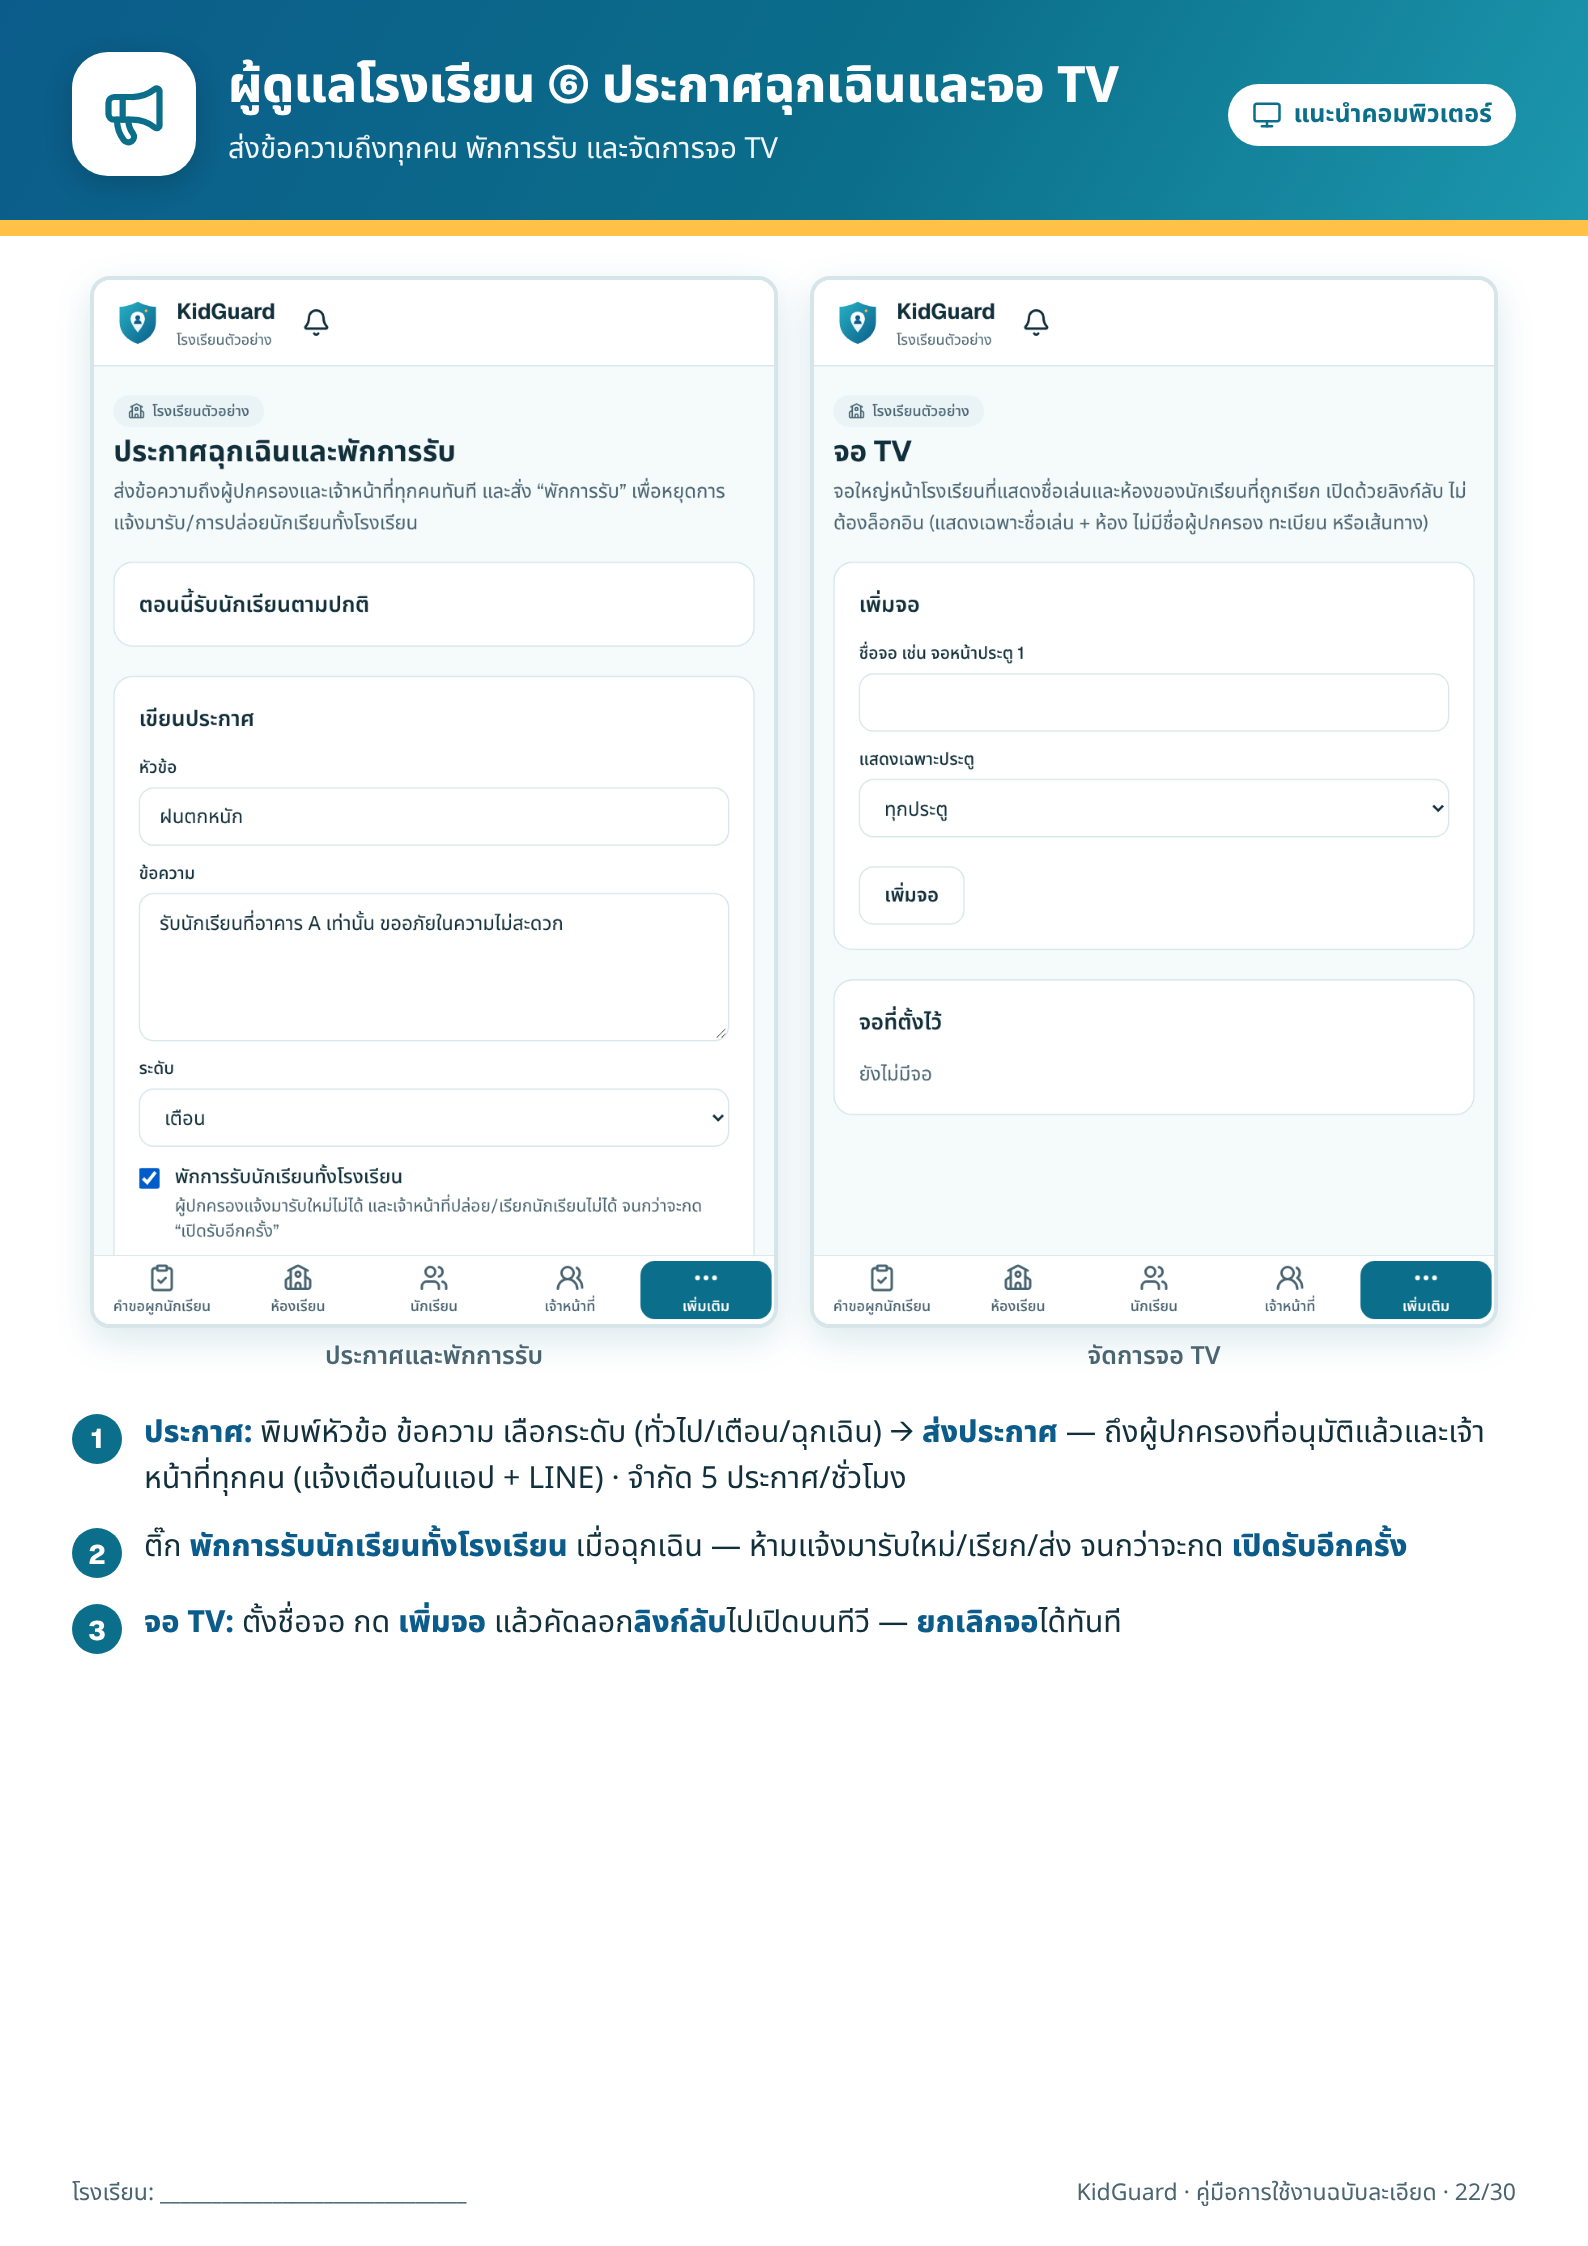 ผู้ดูแลโรงเรียน ⑥ ประกาศฉุกเฉินและจอ TV
ส่งข้อความถึงทุกคน พักการรับ และจัดการจอ TV
แนะนำคอมพิวเตอร์
KidGuard
โรงเรียนตัวอย่าง
โรงเรียนตัวอย่าง
ประกาศฉุกเฉินและพักการรับ
ส่งข้อความถึงผู้ปกครองและเจ้าหน้าที่ทุกคนทันที และสั่ง “พักการรับ” เพื่อหยุดการ
แจ้งมารับ/การปล่อยนักเรียนทั้งโรงเรียน
ตอนนี้รับนักเรียนตามปกติ
เขียนประกาศ
หัวข้อ
ฝนตกหนัก
ข้อความ
รับนักเรียนที่อาคาร A เท่านั้น ขออภัยในความไม่สะดวก
ระดับ
เตือน
พักการรับนักเรียนทั้งโรงเรียน
ผู้ปกครองแจ้งมารับใหม่ไม่ได้ และเจ้าหน้าที่ปล่อย/เรียกนักเรียนไม่ได้ จนกว่าจะกด
“เปิดรับอีกครั้ง”
คำขอผูกนักเรียน
ห้องเรียน
นักเรียน
เจ้าหน้าที่
เพิ่มเติม
ประกาศและพักการรับ
KidGuard
โรงเรียนตัวอย่าง
โรงเรียนตัวอย่าง
จอ TV
จอใหญ่หน้าโรงเรียนที่แสดงชื่อเล่นและห้องของนักเรียนที่ถูกเรียก เปิดด้วยลิงก์ลับ ไม่
ต้องล็อกอิน (แสดงเฉพาะชื่อเล่น + ห้อง ไม่มีชื่อผู้ปกครอง ทะเบียน หรือเส้นทาง)
เพิ่มจอ
ชื่อจอ เช่น จอหน้าประตู 1
แสดงเฉพาะประตู
ทุกประตู
เพิ่มจอ
จอที่ตั้งไว้
ยังไม่มีจอ
คำขอผูกนักเรียน
ห้องเรียน
นักเรียน
เจ้าหน้าที่
เพิ่มเติม
จัดการจอ TV
1 ประกาศ: พิมพ์หัวข้อ ข้อความ เลือกระดับ (ทั่วไป/เตือน/ฉุกเฉิน) → ส่งประกาศ — ถึงผู้ปกครองที่อนุมัติแล้วและเจ้า
หน้าที่ทุกคน (แจ้งเตือนในแอป + LINE) · จำกัด 5 ประกาศ/ชั่วโมง
2 ติ๊ก พักการรับนักเรียนทั้งโรงเรียน เมื่อฉุกเฉิน — ห้ามแจ้งมารับใหม่/เรียก/ส่ง จนกว่าจะกด เปิดรับอีกครั้ง
3 จอ TV: ตั้งชื่อจอ กด เพิ่มจอ แล้วคัดลอกลิงก์ลับไปเปิดบนทีวี — ยกเลิกจอได้ทันที
โรงเรียน: ____________________________
KidGuard · คู่มือการใช้งานฉบับละเอียด · 22/30